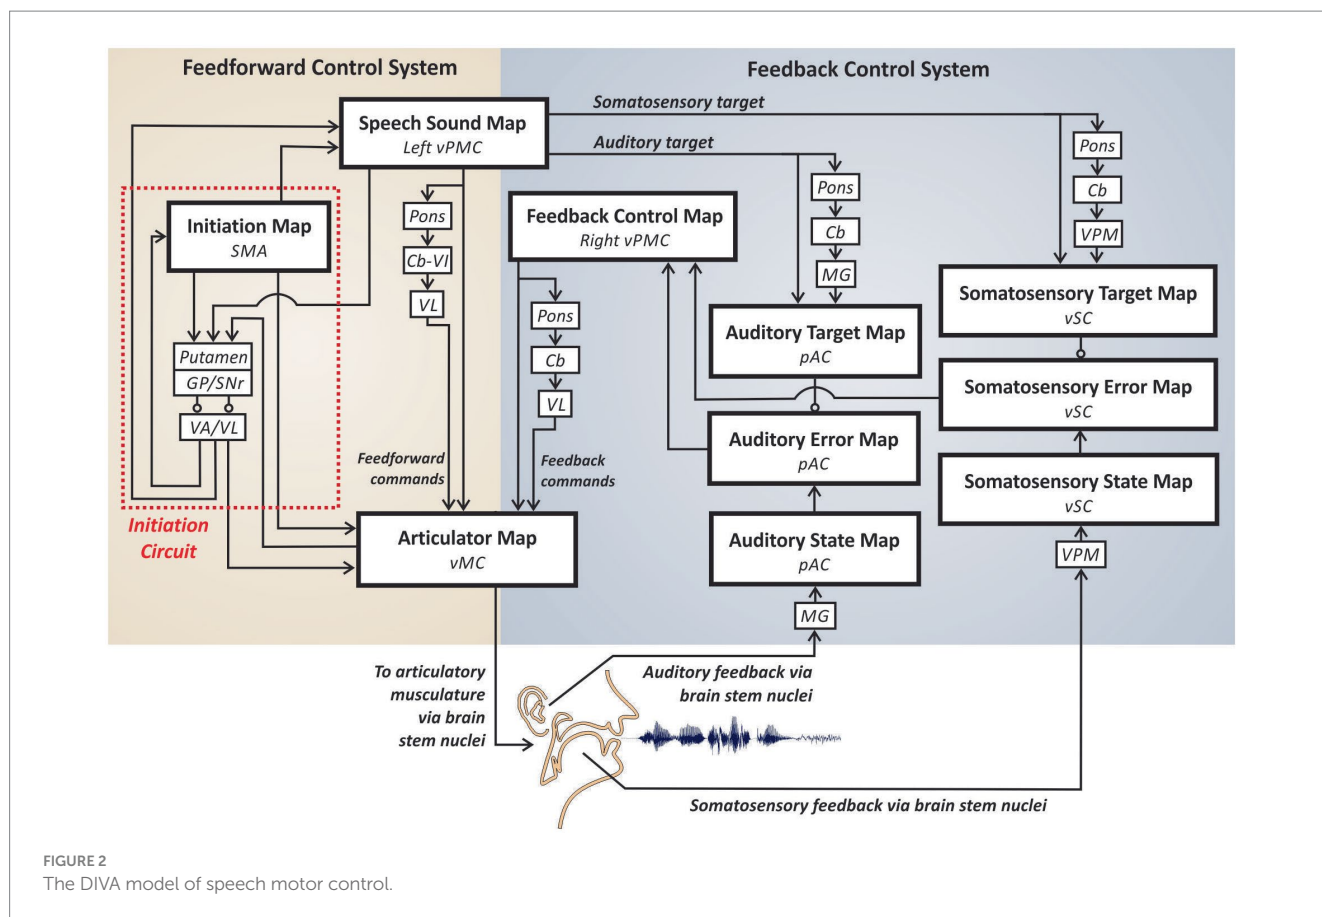 Feedforward Control System
Feedback Control System
Speech Sound Map
Left vPMC
Somatosensory target
Auditory target
Pons
Cb
VPM
Pons
Cb
MG
Pons
Cb-VI
VL
Initiation Map
SMA
Feedback Control Map
Right vPMC
Pons
Cb
VL
Somatosensory Target Map
vSC
Auditory Target Map
pAC
Putamen
GP/SNr
VA/VL
Somatosensory Error Map
vSC
Auditory Error Map
pAC
Feedforward
commands
Feedback
commands
Somatosensory State Map
vSC
Initiation
Circuit
Articulator Map
vMC
Auditory State Map
pAC
VPM
MG
To articulatory
musculature
via brain
stem nuclei
Auditory feedback via
brain stem nuclei
Somatosensory feedback via brain stem nuclei
FIGURE 2
The DIVA model of speech motor control.